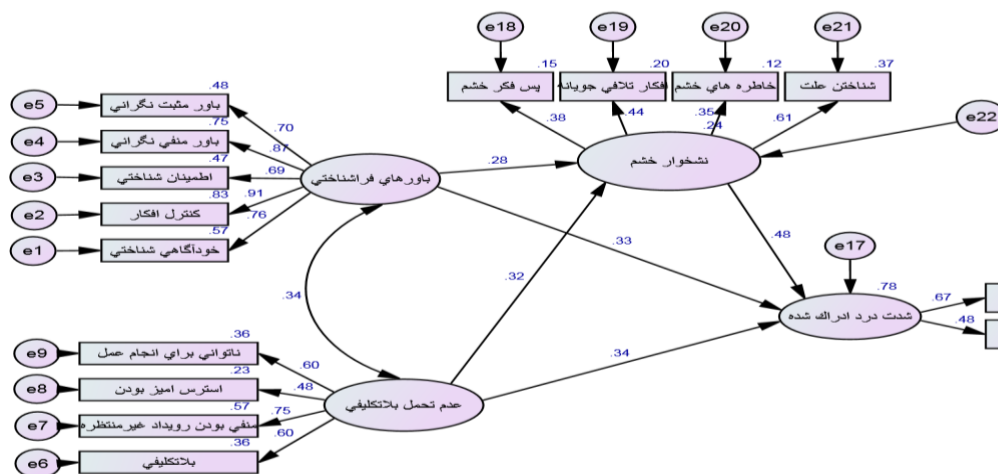 e18
e19
e20
e21
.15
.20
.12
.37
پس فكر خشم
افكار تلافي جويانه
خاطره هاي خشم
شناختن علت
.38
.44
.35
.61
.24
نشخوار خشم
e22
e5
.48
باور مثبت نگراني
.70
e4
.75
باور منفي نگراني
.87
e3
.47
اطمينان شناختي
.69
e2
.83
كنترل افكار
.91
e1
.57
خودآگاهي شناختي
.76
باورهاي فراشناختي
.28
.33
.48
.32
.34
e17
.78
شدت درد ادراك شده
.67
.48
.34
e9
.36
ناتواني براي انجام عمل
.60
e8
.23
استرس اميز بودن
.48
e7
.57
منفي بودن رويداد غيرمنتظره
.75
e6
.36
بلاتكليفي
.60
عدم تحمل بلاتكليفي